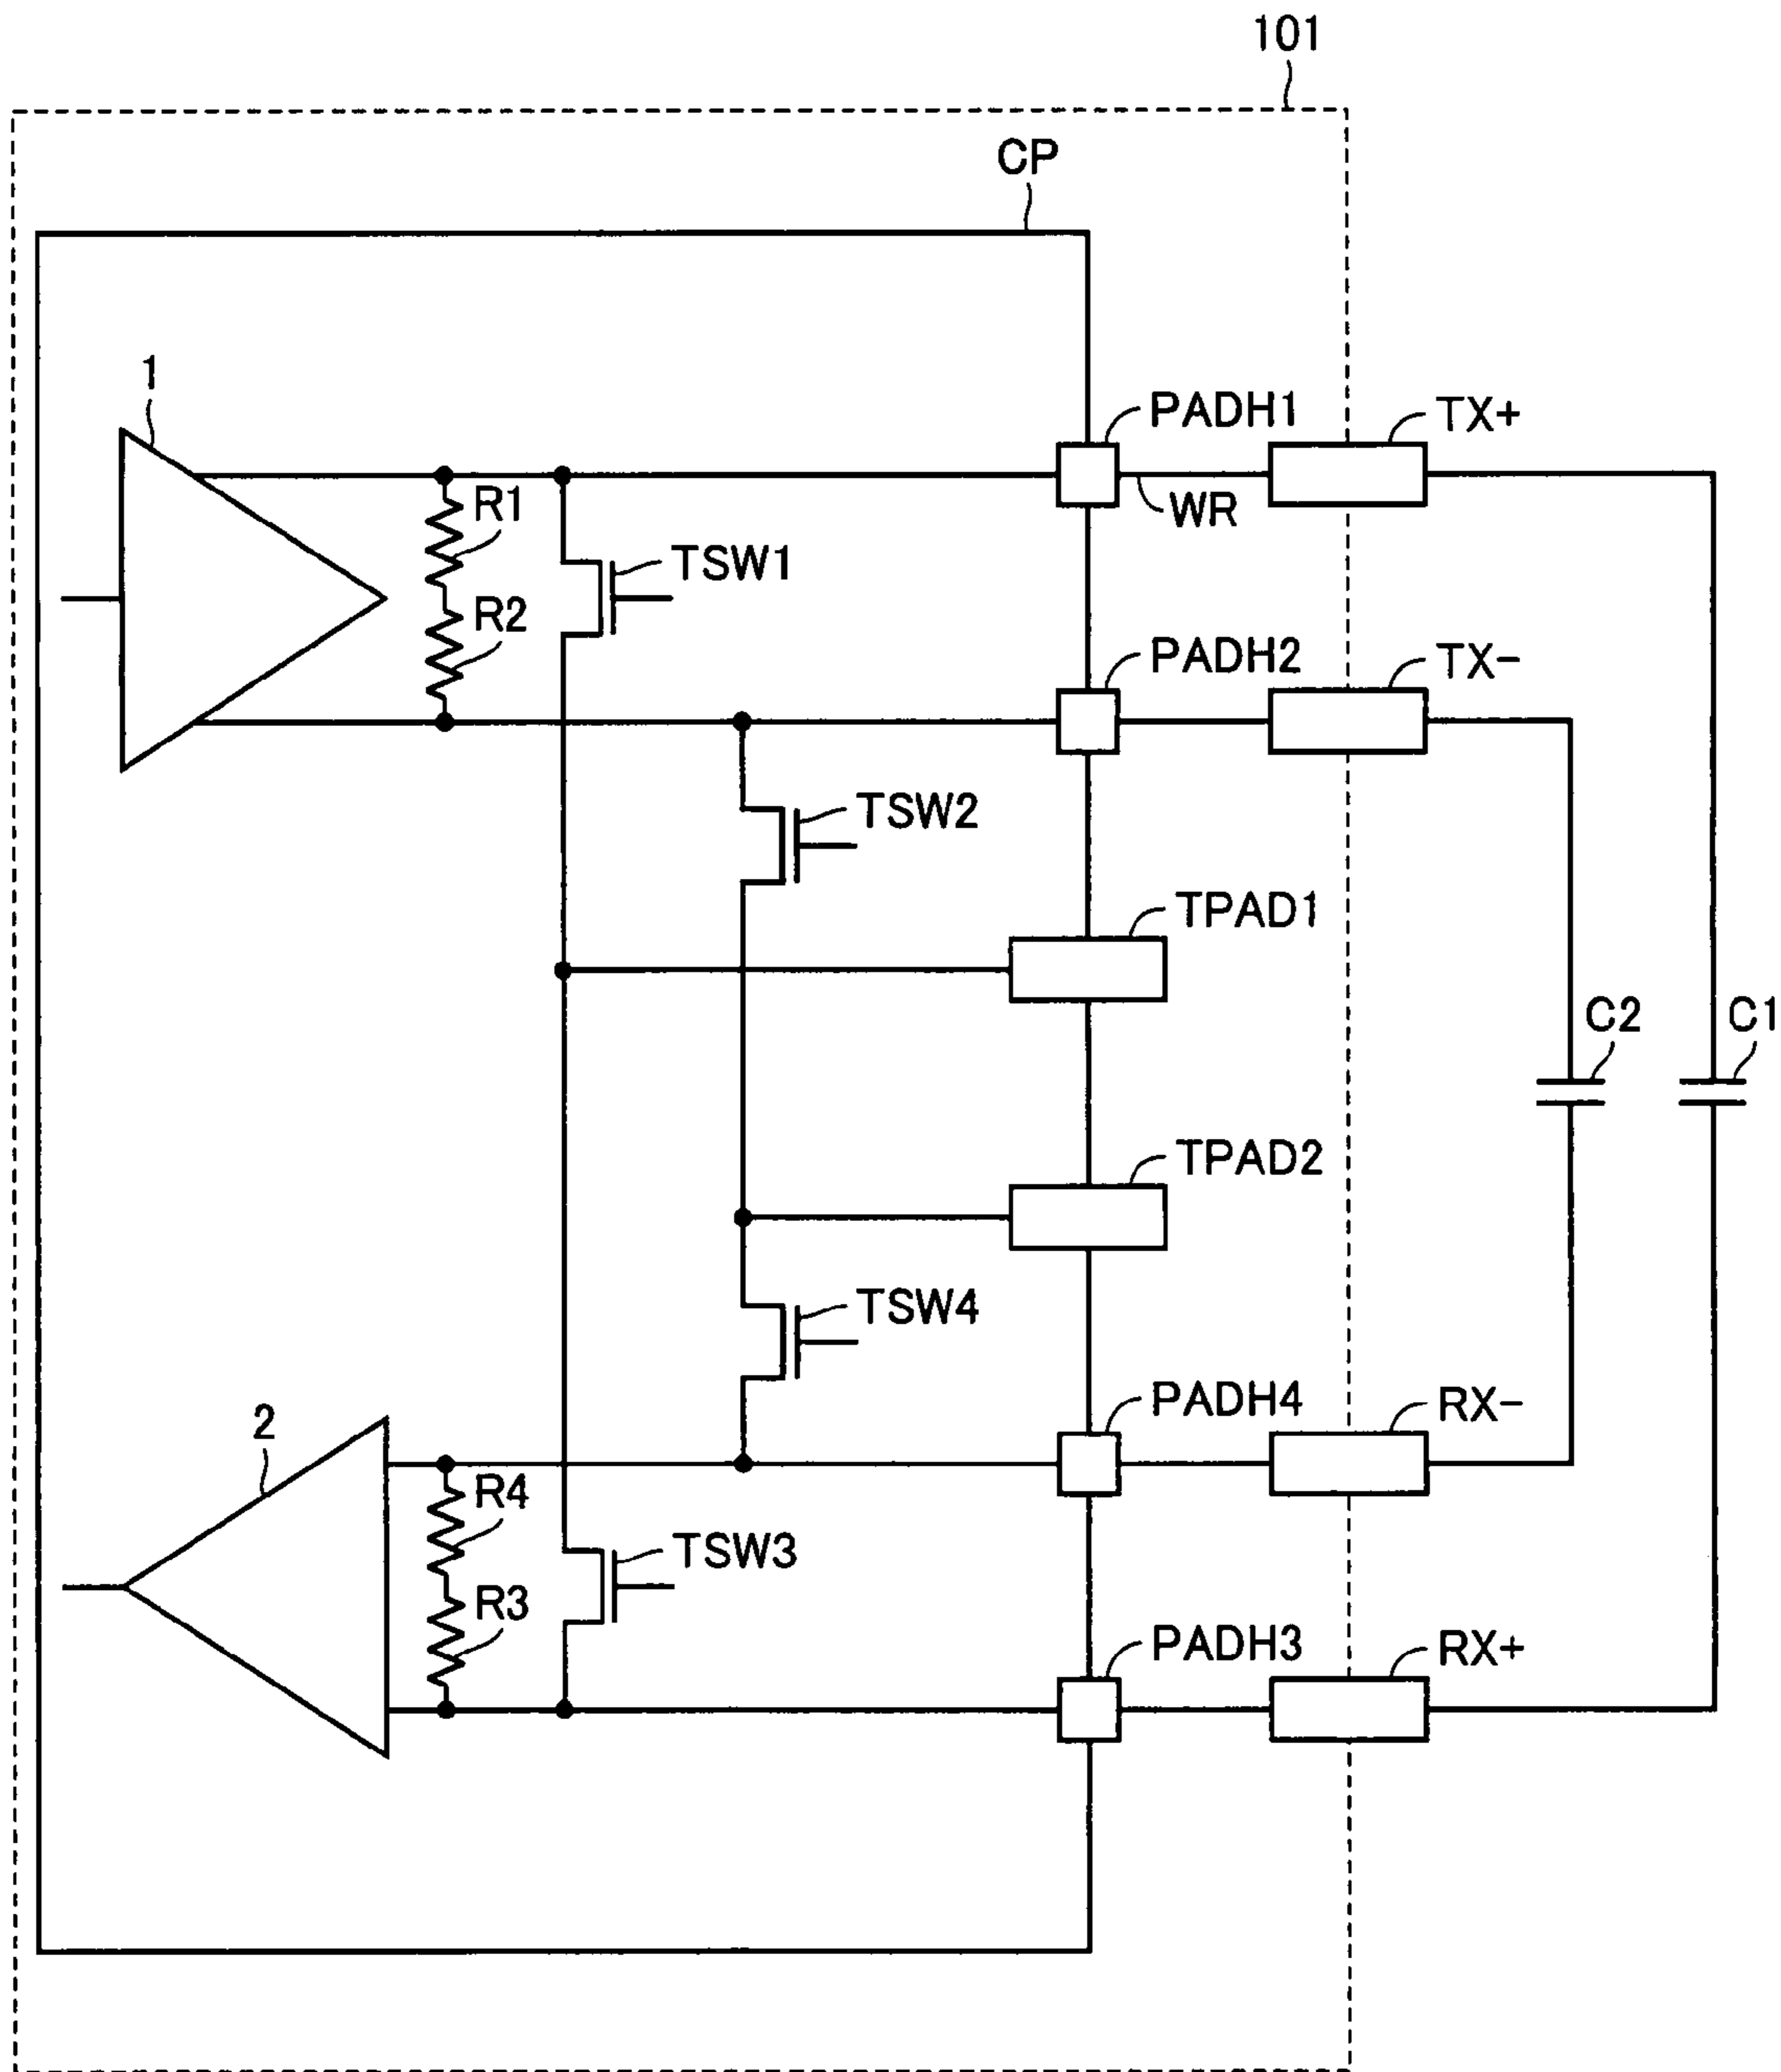 101
CP
1
PADH1
TX+
R1
WR
TSW1
R2
PADH2
TX-
TSW2
TPAD1
C2
C1
TPAD2
TSW4
PADH4
RX-
2
R4
TSW3
R3
PADH3
RX+